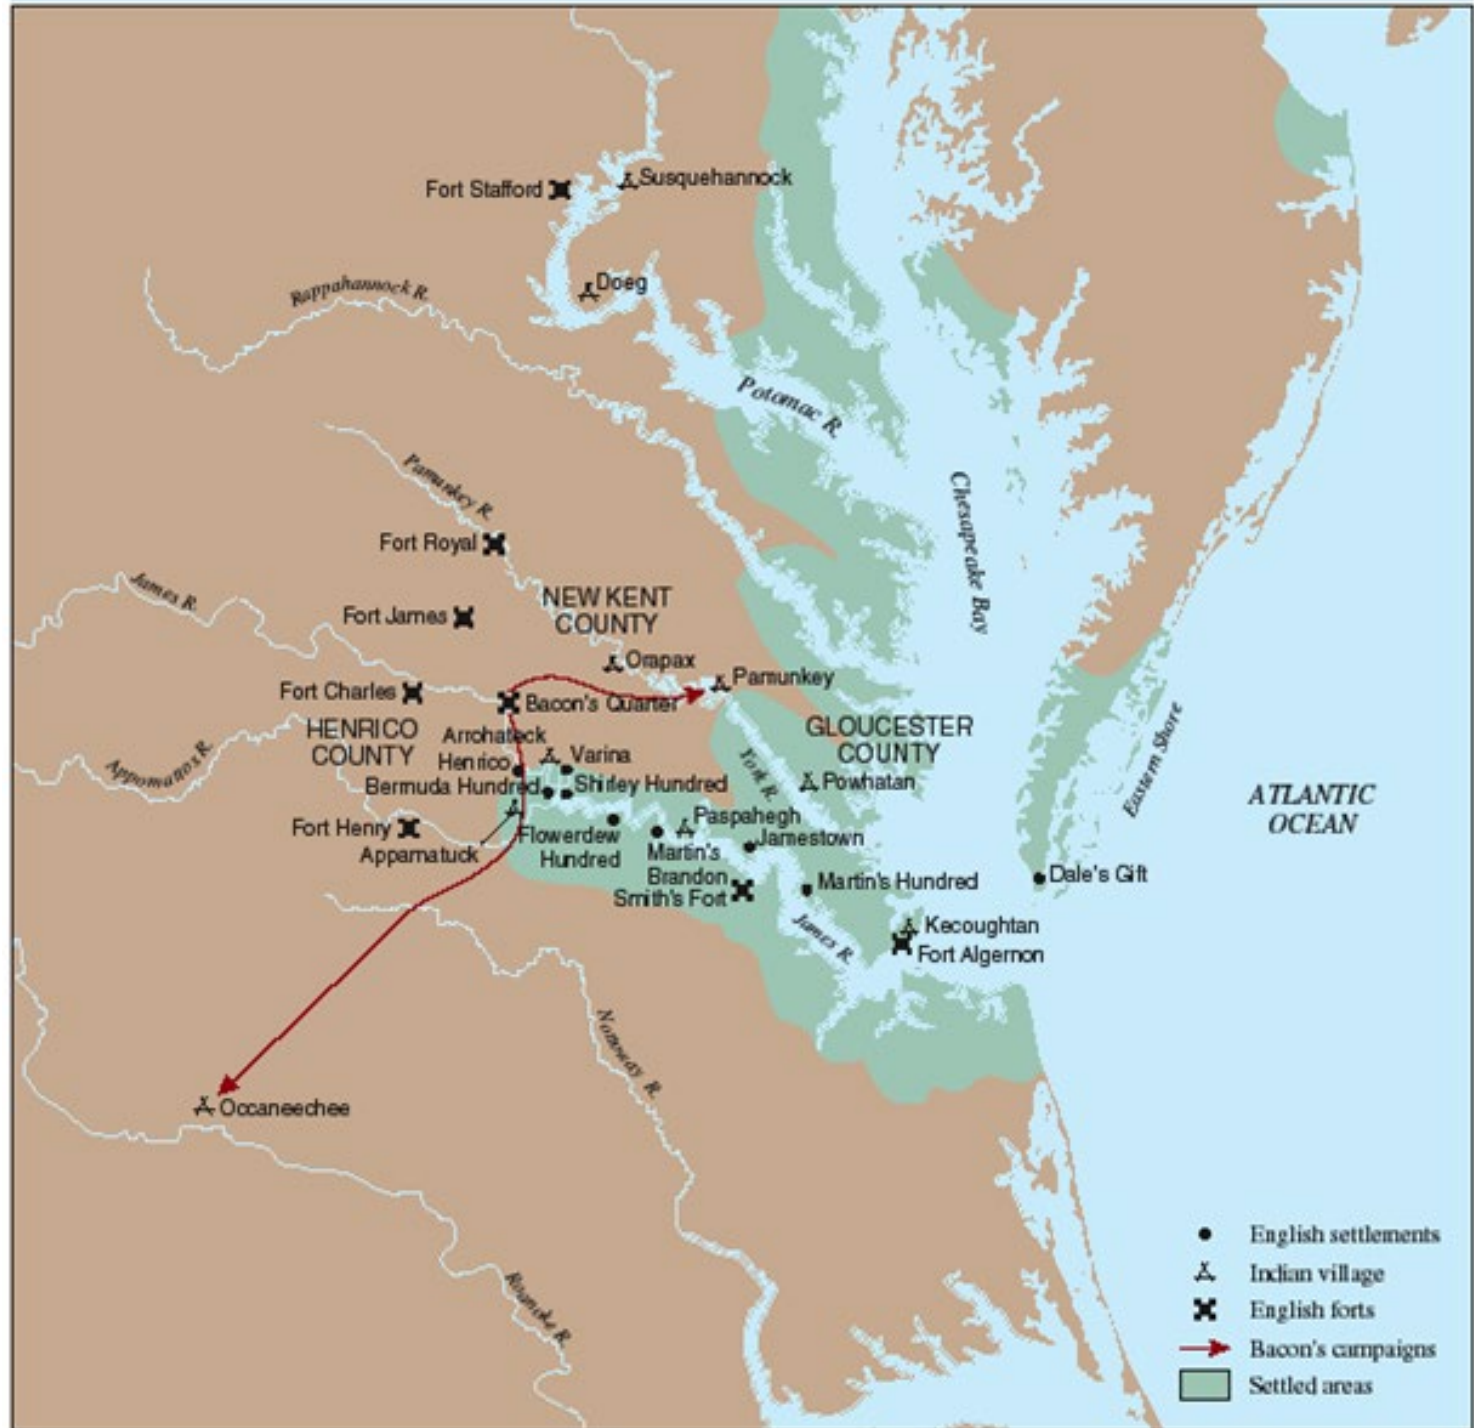 Susquehannock
Fort Stafford
Doeg
Rappahannock R.
Potomac R.
Pamunkey R.
Chesapeake Bay
Fort Royal
James R.
NEW KENT
COUNTY
Fort James
Orapax
Pamunkey
Fort Charles
Bacon's Quarter
HENRICO
COUNTY
GLOUCESTER
COUNTY
Arrohateck
Varina
Henrico
Appomattox R.
York R.
Eastern Shore
Bermuda Hundred
Shirley Hundred
Powhatan
ATLANTIC
OCEAN
Fort Henry
Appamatuck
Flowerdew
Hundred
Paspahegh
Jamestown
Martin's
Brandon
Smith's Fort
Martin's Hundred
Dale's Gift
James R.
Kecoughtan
Fort Algernon
Nottoway R.
Occaneechee
Roanoke R.
English settlements
Indian village
English forts
Bacon's campaigns
Settled areas